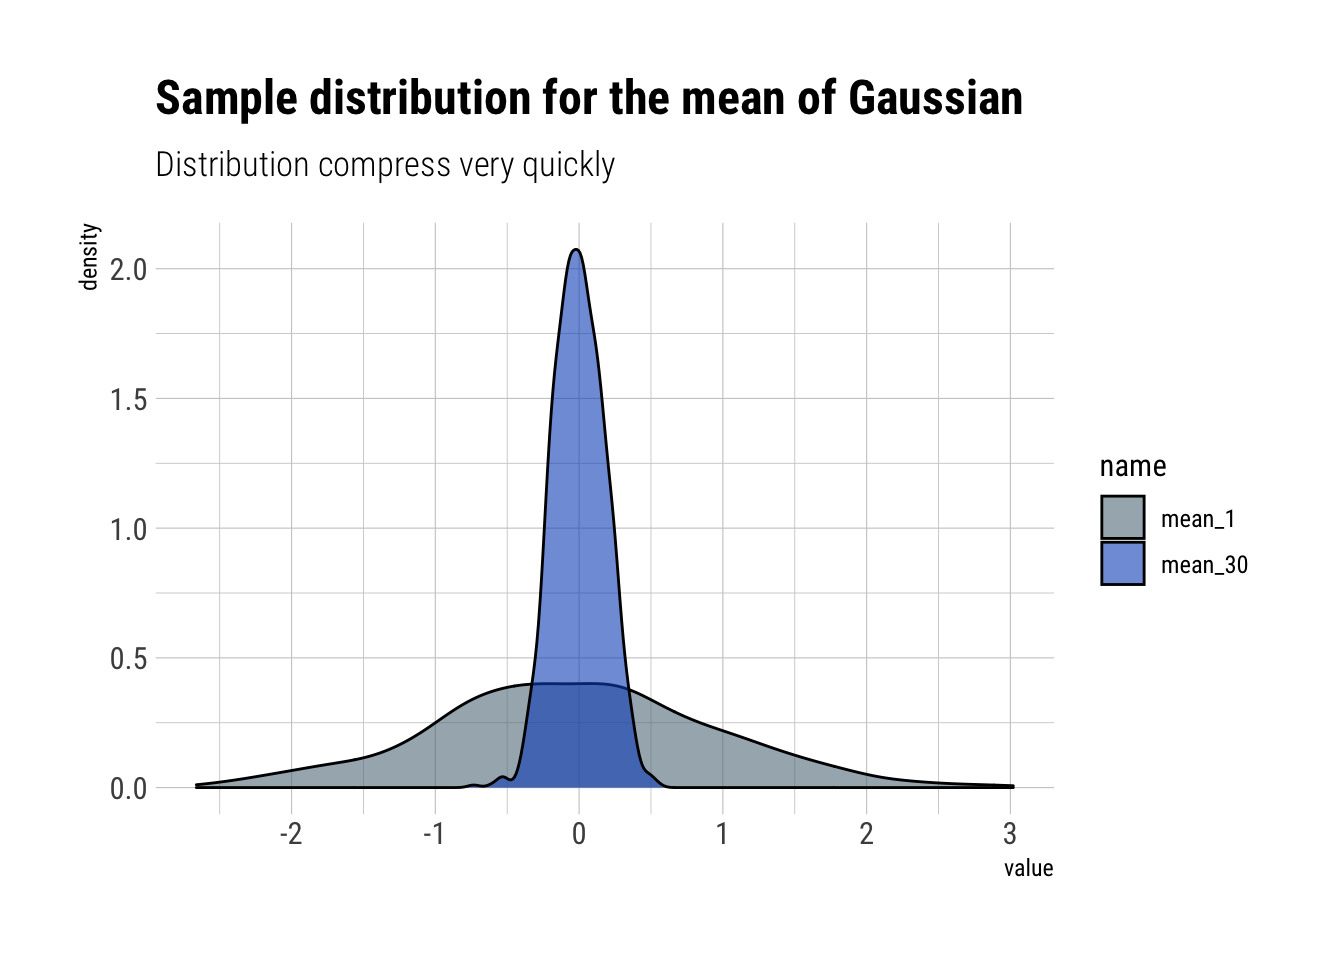 Sample distribution for the mean of Gaussian
Distribution compress very quickly
density
2.0
1.5
1.0
0.5
0.0
-2 -1 0 1 2 3
value
name
mean_1
mean_30